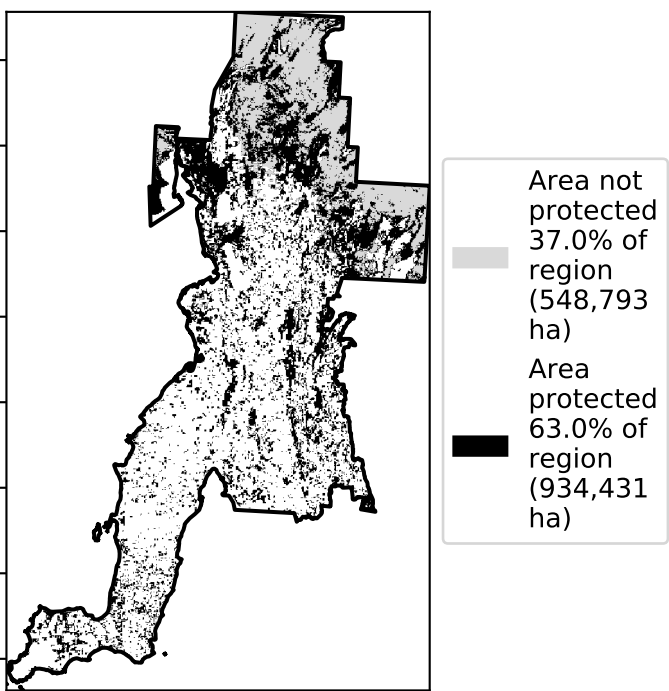 Area not
protected
37.0% of
region
(548,793
ha)
Area
protected
63.0% of
region
(934,431
ha)